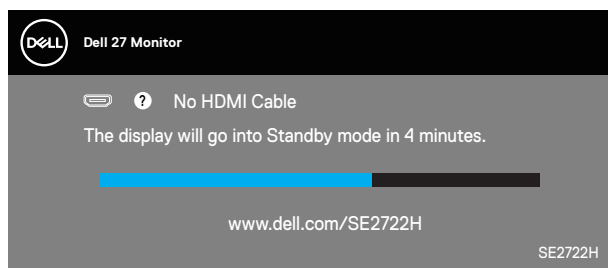 DELL
Dell 27 Monitor
? No HDMI Cable
The display will go into Standby mode in 4 minutes.
www.dell.com/SE2722H
SE2722H